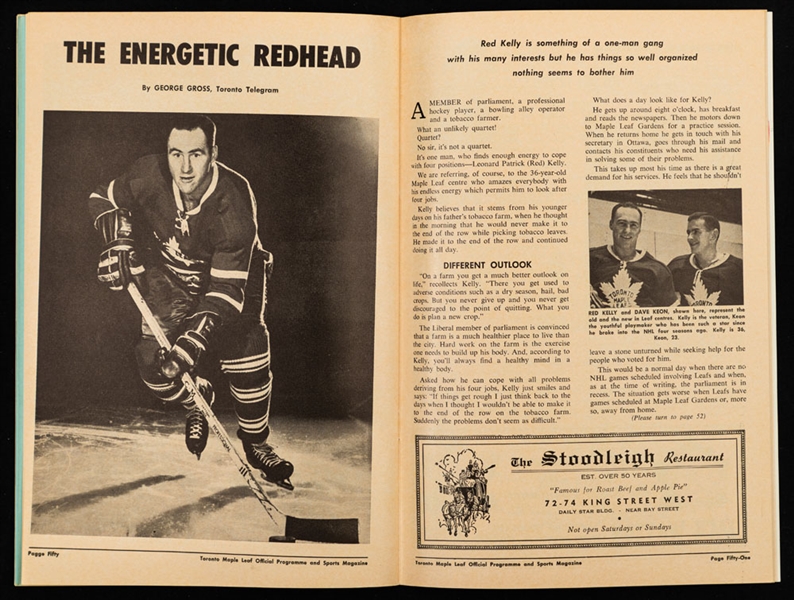 THE ENERGETIC REDHEAD
By GEORGE GROSS, Toronto Telegram
Pagge Fifty
Toronto Maple Leaf Official Programme and Sports Magazine
Red Kelly is something of a one-man gang
with his many interests but he has things so well organized
nothing seems to bother him
A MEMBER of parliament, a professional
hockey player, a bowling alley operator
and a tobacco farmer.
What an unlikely quartet!
Quartet?
No sir, it's not a quartet.
It's one man, who finds enough energy to cope
with four positions—Leonard Patrick (Red) Kelly.
We are referring, of course, to the 36-year-old
Maple Leaf centre who amazes everybody with
his endless energy which permits him to look after
four jobs.
Kelly believes that it stems from his younger
days on his father's tobacco farm, when he thought
in the morning that he would never make it to
the end of the row while picking tobacco leaves.
He made it to the end of the row and continued
doing it all day.
DIFFERENT OUTLOOK
"On a farm you get a much better outlook on
life," recollects Kelly. "There you get used to
adverse conditions such as a dry season, hail, bad
crops. But you never give up and you never get
discouraged to the point of quitting. What you
do is plan a new crop."
The Liberal member of parliament is convinced
that a farm is a much healthier place to live than
the city. Hard work on the farm is the exercise
one needs to build up his body. And, according to
Kelly, you'll always find a healthy mind in a
healthy body.
Asked how he can cope with all problems
deriving from his four jobs, Kelly just smiles and
says: "If things get rough I just think back to the
days when I thought I wouldn't be able to make it
to the end of the row on the tobacco farm.
Suddenly the problems don't seem as difficult."
What does a day look like for Kelly?
He gets up around eight o'clock, has breakfast
and reads the newspapers. Then he motors down
to Maple Leaf Gardens for a practice session.
When he returns home he gets in touch with his
secretary in Ottawa, goes through his mail and
contacts his constituents who need his assistance
in solving some of their problems.
This takes up most his time as there is a great
demand for his services. He feels that he shouldn't
TORONTO
MAPLE
LEAFS
TORONTO
RED KELLY and DAVE KEON, shown here, represent the
old and the new in Leaf centres. Kelly is the veteran, Keon
the youthful playmaker who has been such a star since
he broke into the NHL four seasons ago. Kelly is 36,
Keon, 23.
leave a stone unturned while seeking help for the
people who voted for him.
This would be a normal day when there are no
NHL games scheduled involving Leafs and when,
as at the time of writing, the parliament is in
recess. The situation gets worse when Leafs have
games scheduled at Maple Leaf Gardens or, more
so, away from home.
(Please turn to page 57)
The Stoodleigh Restaurant
EST. OVER 50 YEARS
"Famous for Roast Beef and Apple Pie"
72-74 KING STREET WEST
DAILY STAR BLDG. - NEAR BAY STREET
Not open Saturdays or Sundays
Toronto Maple Leaf Official Programme and Sports Magazine
Page Fifty-One